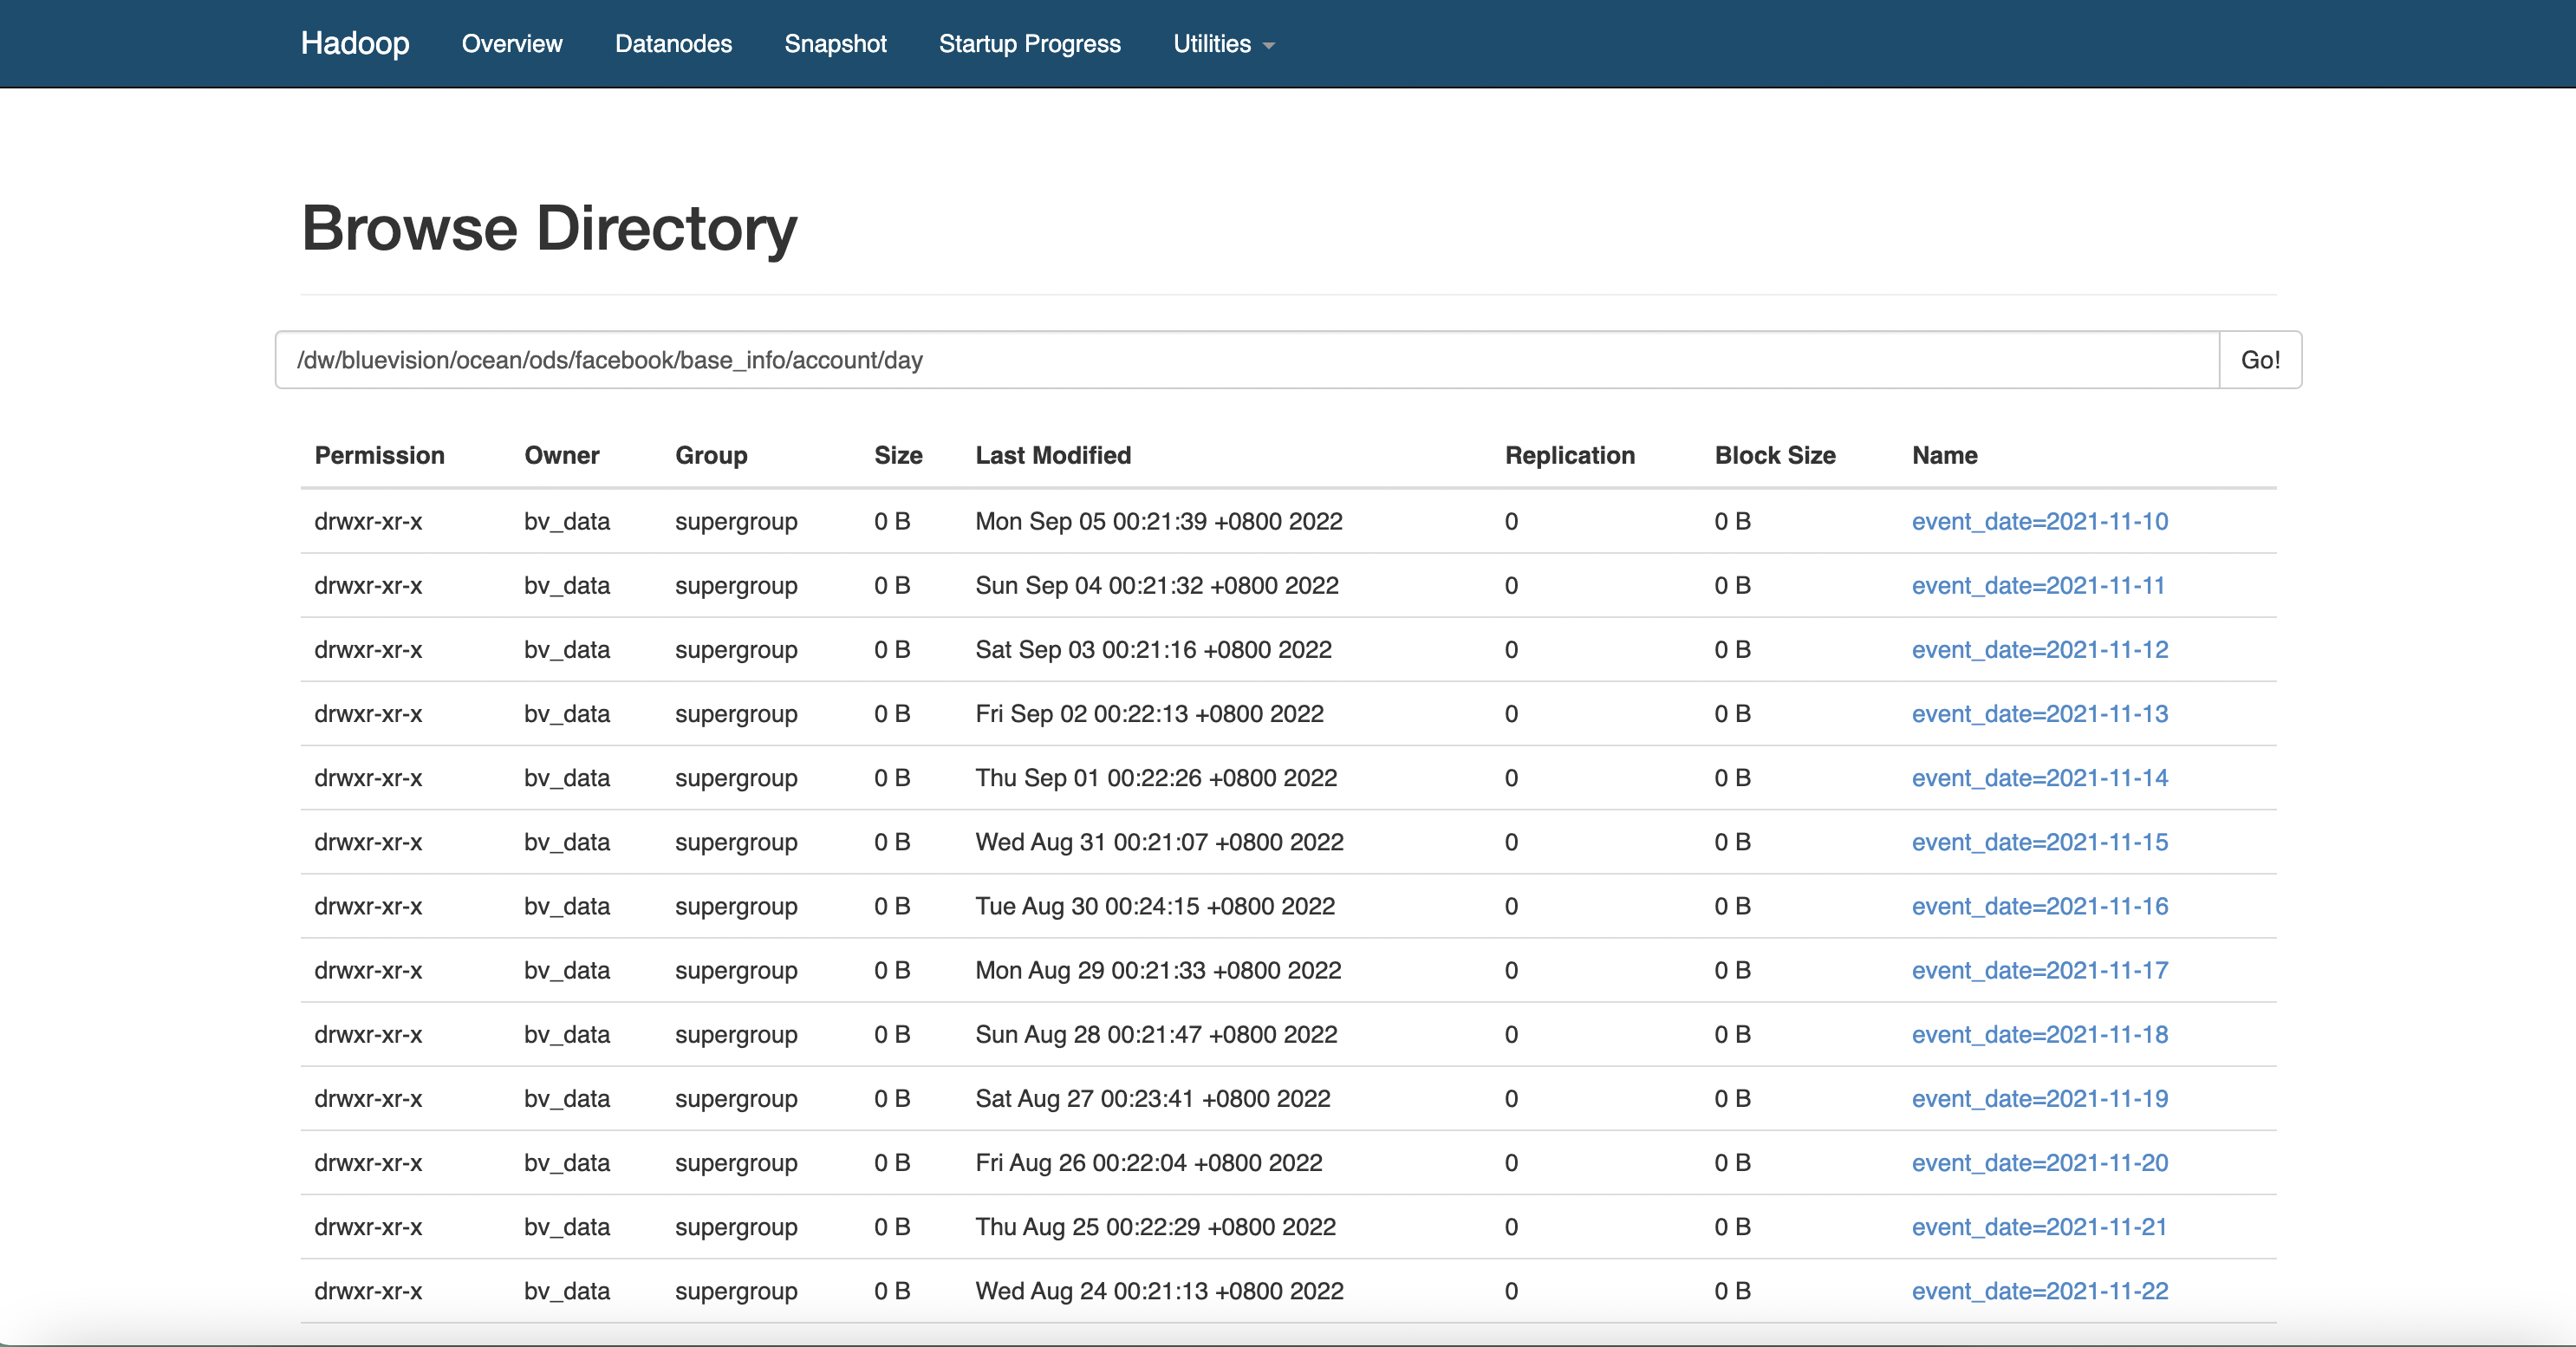 Hadoop Overview Datanodes Snapshot Startup Progress Utilities
Browse Directory
/dw/bluevision/ocean/ods/facebook/base_info/account/day Go!
Permission Owner Group Size Last Modified Replication Block Size Name
drwxr-xr-x bv_data supergroup 0 B Mon Sep 05 00:21:39 +0800 2022 0 0 B event_date=2021-11-10
drwxr-xr-x bv_data supergroup 0 B Sun Sep 04 00:21:32 +0800 2022 0 0 B event_date=2021-11-11
drwxr-xr-x bv_data supergroup 0 B Sat Sep 03 00:21:16 +0800 2022 0 0 B event_date=2021-11-12
drwxr-xr-x bv_data supergroup 0 B Fri Sep 02 00:22:13 +0800 2022 0 0 B event_date=2021-11-13
drwxr-xr-x bv_data supergroup 0 B Thu Sep 01 00:22:26 +0800 2022 0 0 B event_date=2021-11-14
drwxr-xr-x bv_data supergroup 0 B Wed Aug 31 00:21:07 +0800 2022 0 0 B event_date=2021-11-15
drwxr-xr-x bv_data supergroup 0 B Tue Aug 30 00:24:15 +0800 2022 0 0 B event_date=2021-11-16
drwxr-xr-x bv_data supergroup 0 B Mon Aug 29 00:21:33 +0800 2022 0 0 B event_date=2021-11-17
drwxr-xr-x bv_data supergroup 0 B Sun Aug 28 00:21:47 +0800 2022 0 0 B event_date=2021-11-18
drwxr-xr-x bv_data supergroup 0 B Sat Aug 27 00:23:41 +0800 2022 0 0 B event_date=2021-11-19
drwxr-xr-x bv_data supergroup 0 B Fri Aug 26 00:22:04 +0800 2022 0 0 B event_date=2021-11-20
drwxr-xr-x bv_data supergroup 0 B Thu Aug 25 00:22:29 +0800 2022 0 0 B event_date=2021-11-21
drwxr-xr-x bv_data supergroup 0 B Wed Aug 24 00:21:13 +0800 2022 0 0 B event_date=2021-11-22